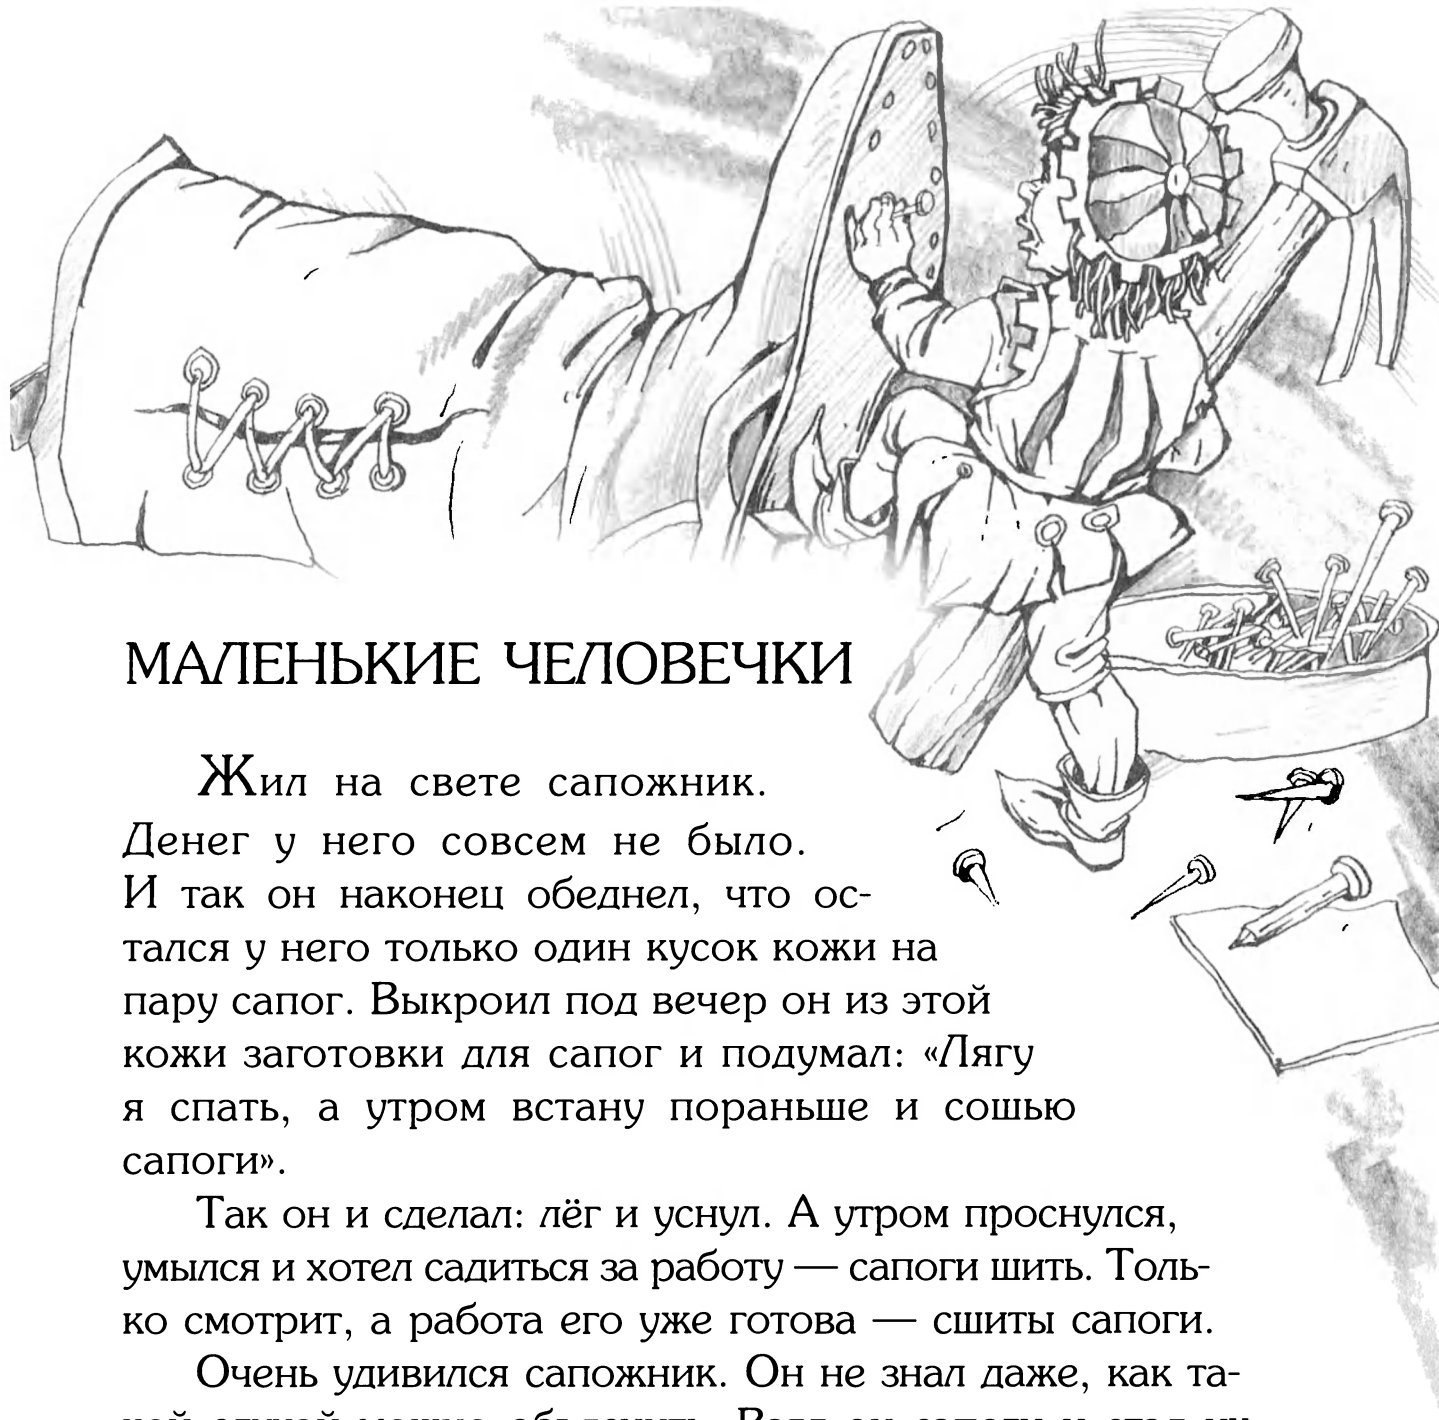 МАЛЕНЬКИЕ ЧЕЛОВЕЧКИ
Жил на свете сапожник.
Денег у него совсем не было.
И так он наконец обеднел, что ос-
тался у него только один кусок кожи на
пару сапог. Выкроил под вечер он из этой
кожи заготовки для сапог и подумал: «Лягу
я спать, а утром встану пораньше и сошью
сапоги».
Так он и сделал: лёг и уснул. А утром проснулся,
умылся и хотел садиться за работу — сапоги шить. Толь-
ко смотрит, а работа его уже готова — сшиты сапоги.
Очень удивился сапожник. Он не знал даже, как та-